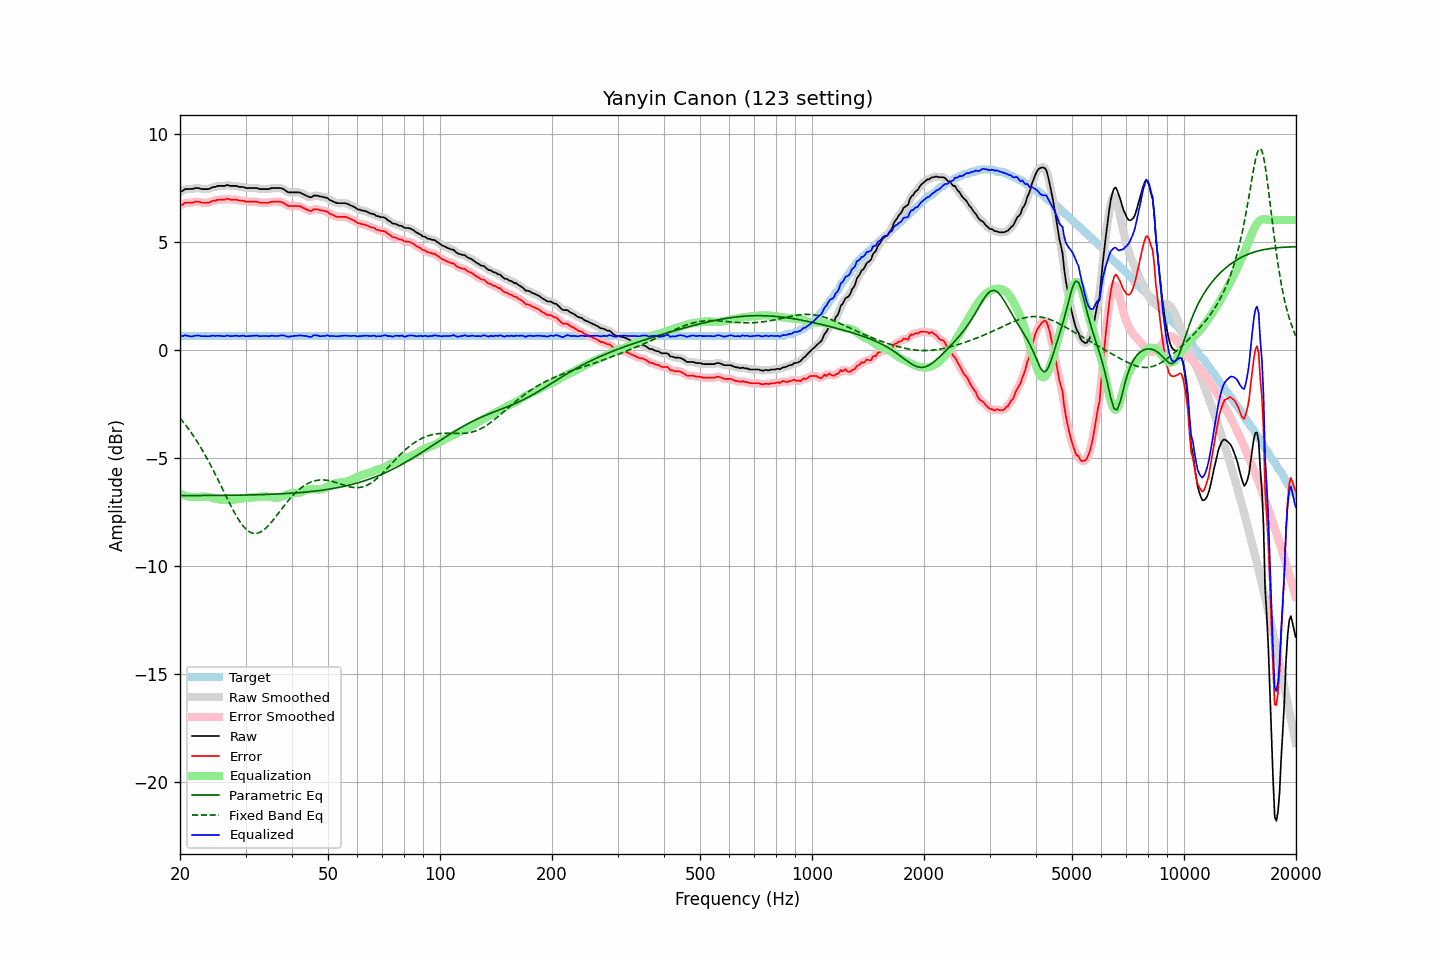 Yanyin Canon (123 setting)
10
5
0
−5
−10
−15
−20
Amplitude (dBr)
Target
Raw Smoothed
Error Smoothed
Raw
Error
Equalization
Parametric Eq
Fixed Band Eq
Equalized
20 50 100 200 500 1000 2000 5000 10000 20000
Frequency (Hz)